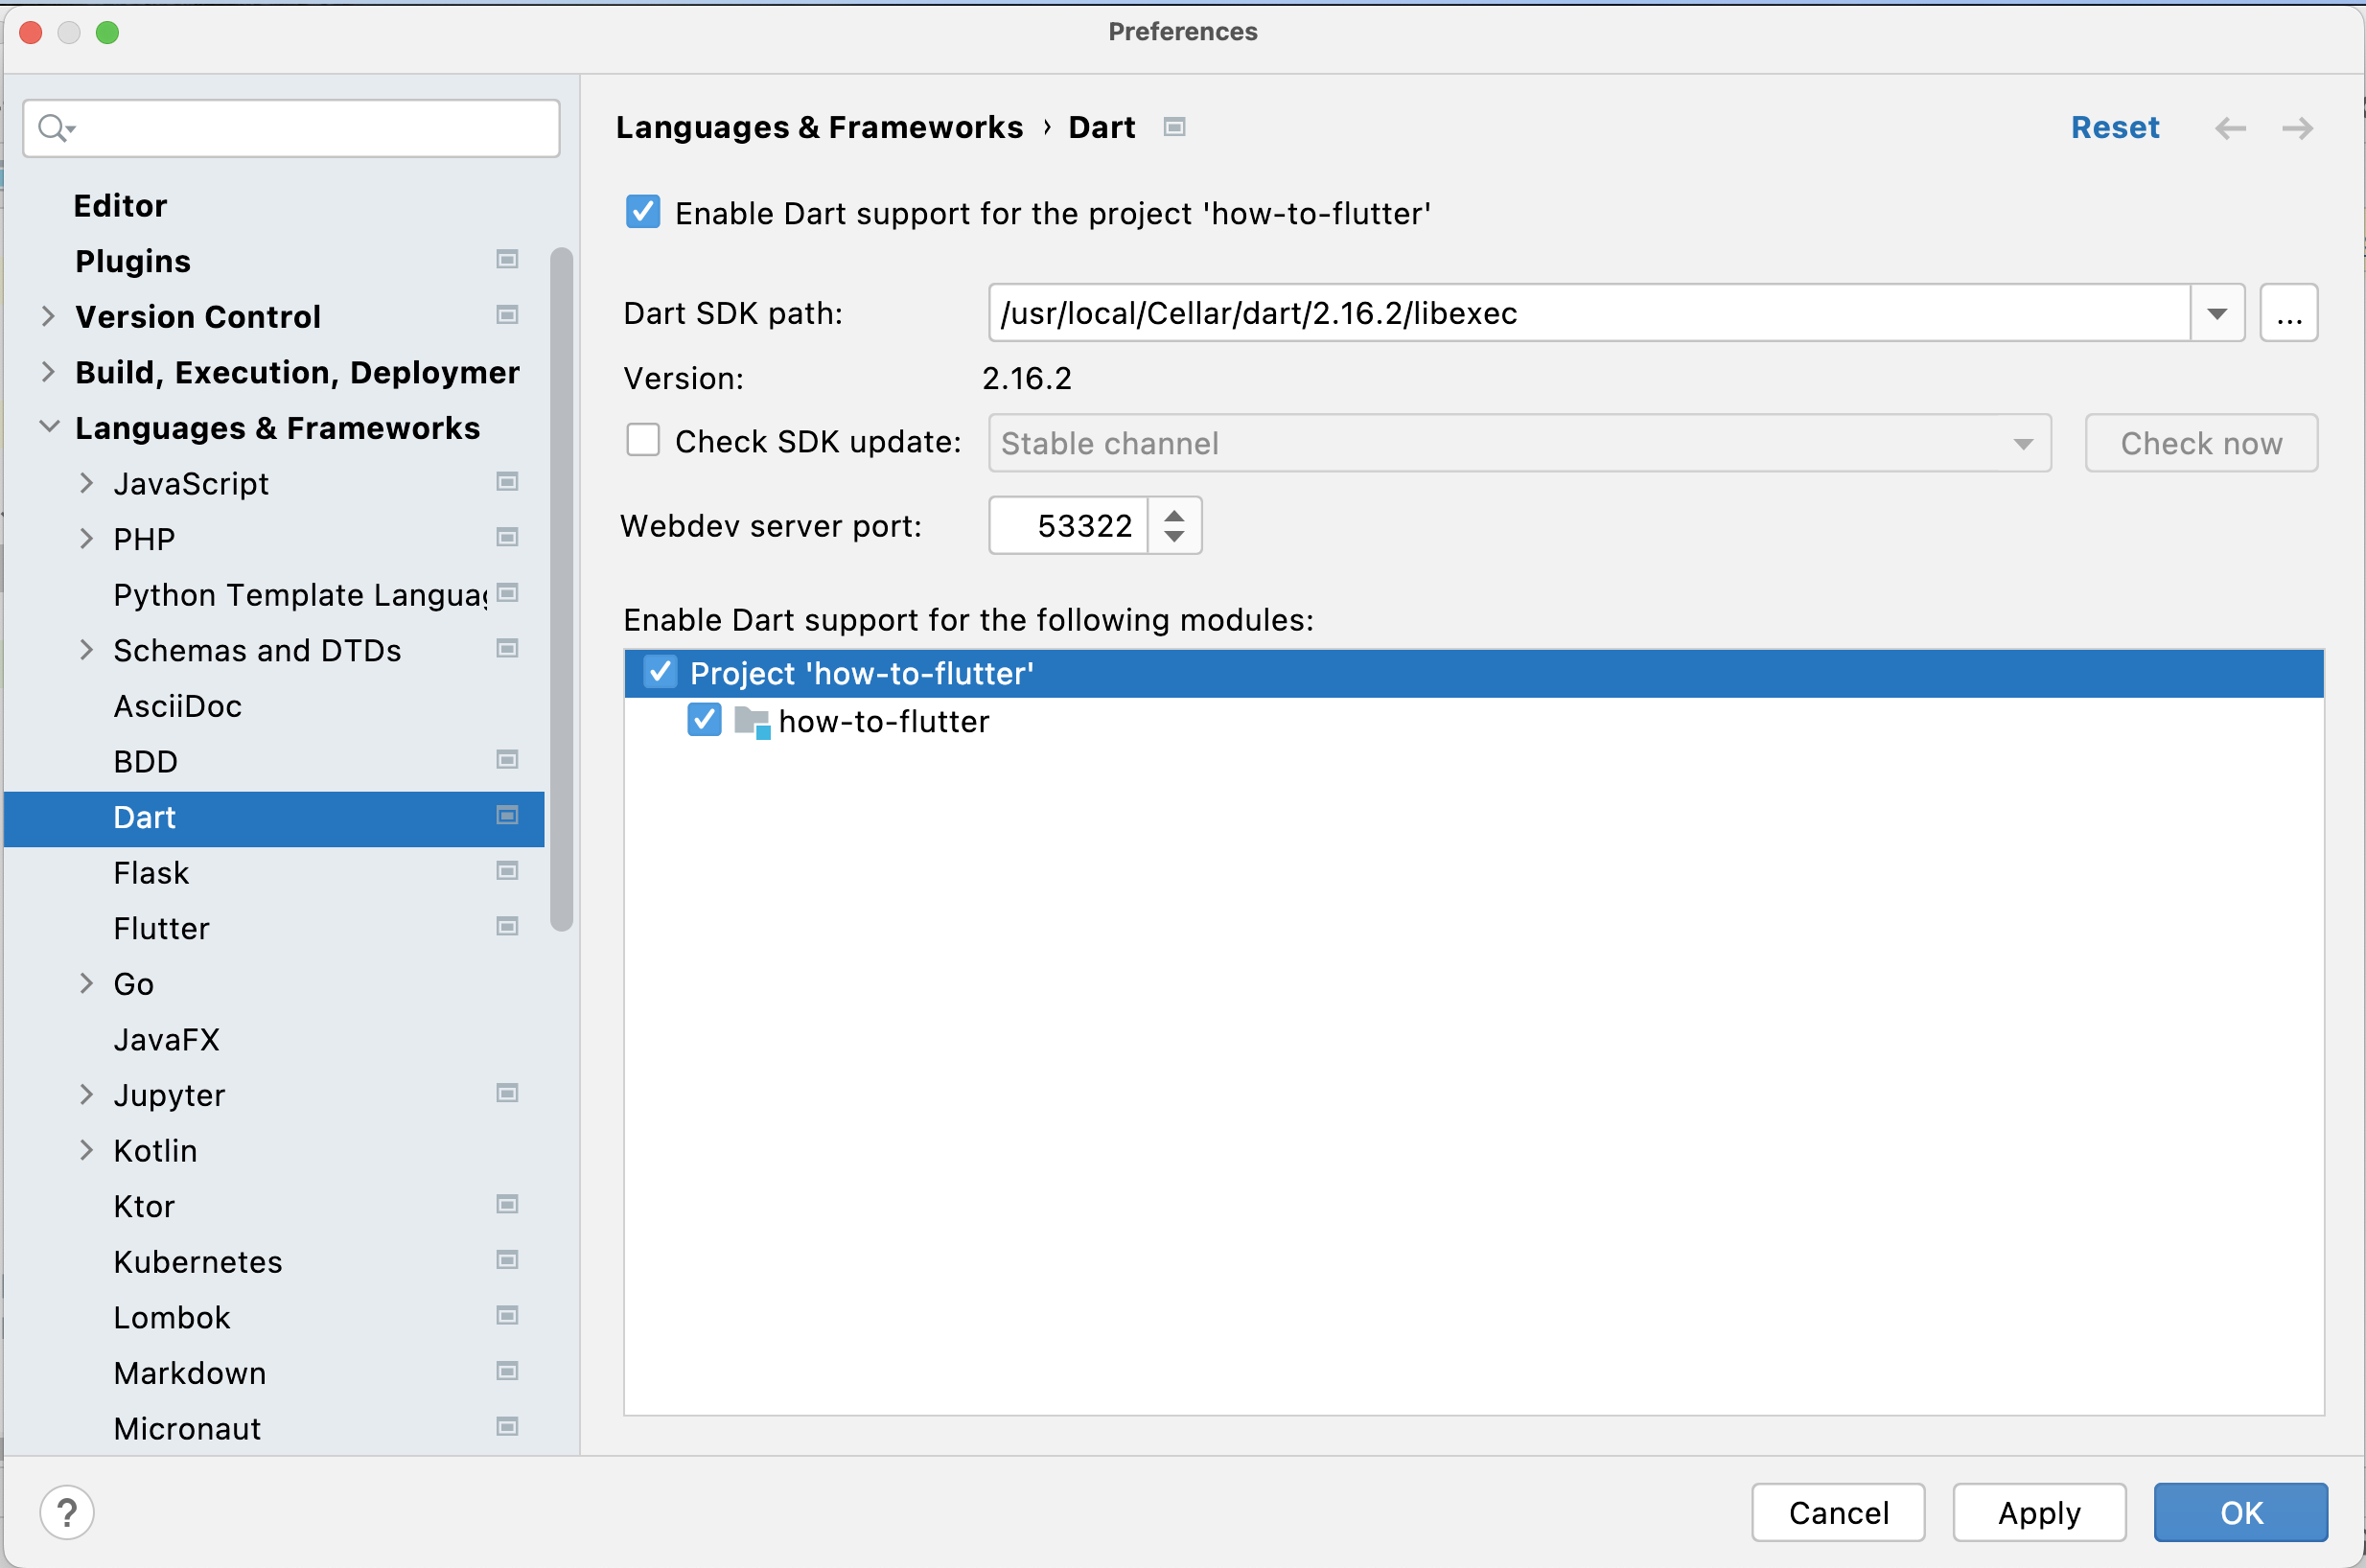 Preferences
Editor
Plugins
Version Control
Build, Execution, Deploymer
Languages & Frameworks
JavaScript
PHP
Python Template Languag
Schemas and DTDs
AsciiDoc
BDD
Dart
Flask
Flutter
Go
JavaFX
Jupyter
Kotlin
Ktor
Kubernetes
Lombok
Markdown
Micronaut
Languages & Frameworks › Dart
Reset
Enable Dart support for the project 'how-to-flutter'
Dart SDK path: /usr/local/Cellar/dart/2.16.2/libexec ...
Version: 2.16.2
Check SDK update: Stable channel Check now
Webdev server port: 53322
Enable Dart support for the following modules:
Project 'how-to-flutter'
how-to-flutter
? Cancel Apply OK